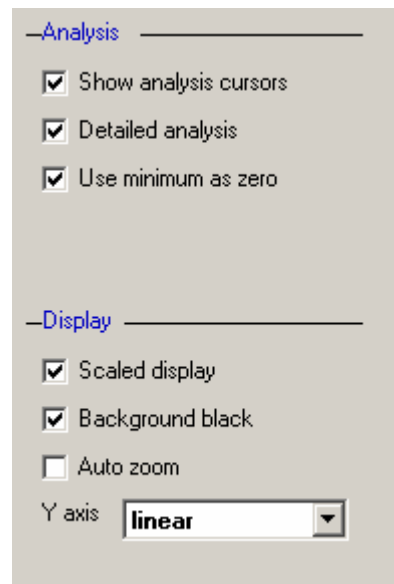 Analysis
Show analysis cursors
Detailed analysis
Use minimum as zero
Display
Scaled display
Background black
Auto zoom
Y axis linear